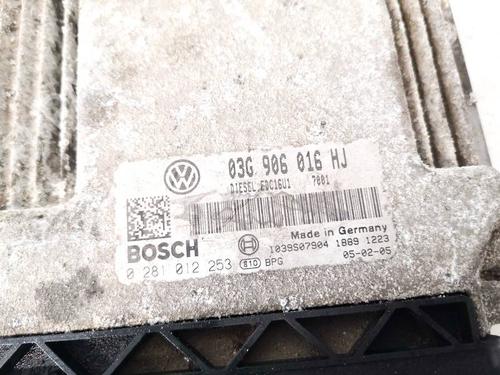 03G 906 016 HJ
DIESEL EDC16U1 7001
Made in Germany
BOSCH
1039S07904 1889 1223
0 281 012 253 S10 BPG 05-02-05